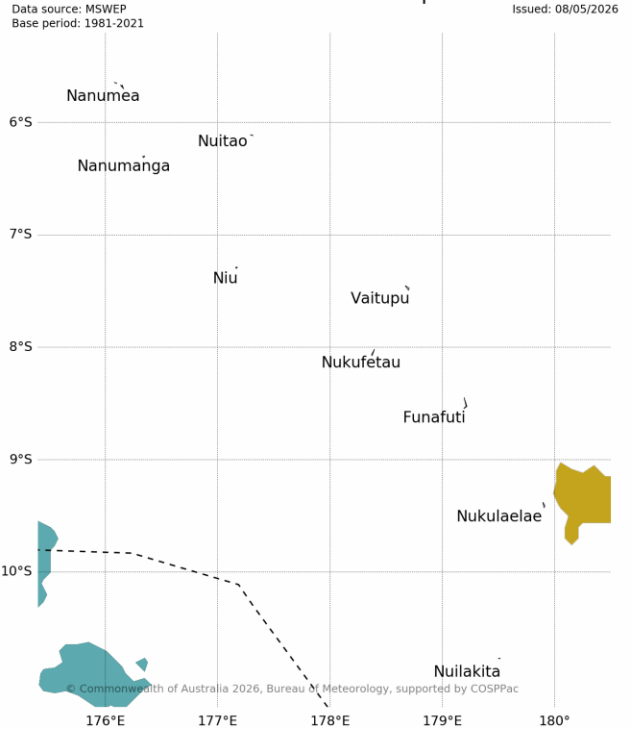 Data source: MSWEP
Issued: 08/05/2026
Base period: 1981-2021
Nanumea
6°S
Nuitao
Nanumanga
7°S
Niu
Vaitupu
8°S
Nukufetau
Funafuti
9°S
Nukulaelae
10°S
Nuilakita
© Commonwealth of Australia 2026, Bureau of Meteorology, supported by COSPPac
176°E
177°E
178°E
179°E
180°